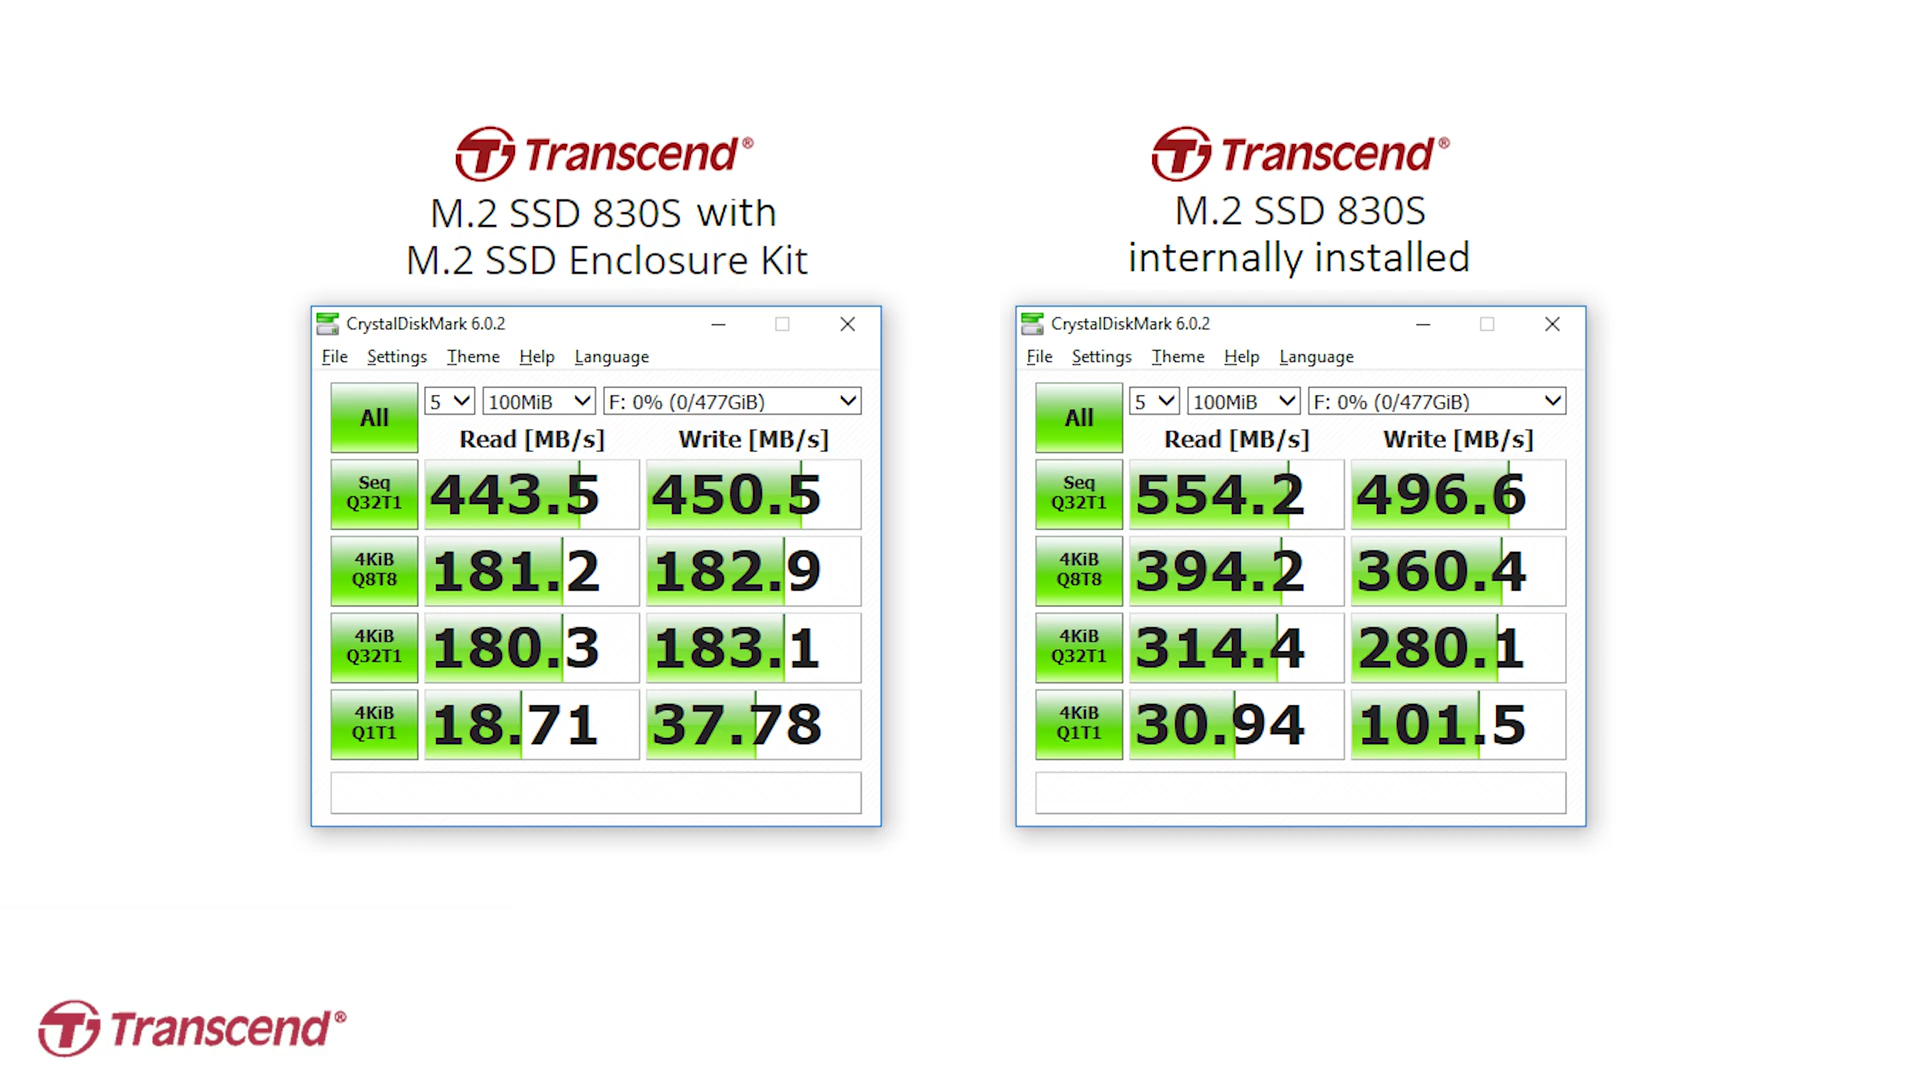 Transcend®
M.2 SSD 830S with
M.2 SSD Enclosure Kit
CrystalDiskMark 6.0.2
File Settings Theme Help Language
All 5 100MiB F: 0% (0/477GiB)
Read [MB/s] Write [MB/s]
Seq Q32T1 443.5 450.5
4KiB Q8T8 181.2 182.9
4KiB Q32T1 180.3 183.1
4KiB Q1T1 18.71 37.78
Transcend®
M.2 SSD 830S
internally installed
CrystalDiskMark 6.0.2
File Settings Theme Help Language
All 5 100MiB F: 0% (0/477GiB)
Read [MB/s] Write [MB/s]
Seq Q32T1 554.2 496.6
4KiB Q8T8 394.2 360.4
4KiB Q32T1 314.4 280.1
4KiB Q1T1 30.94 101.5
Transcend®